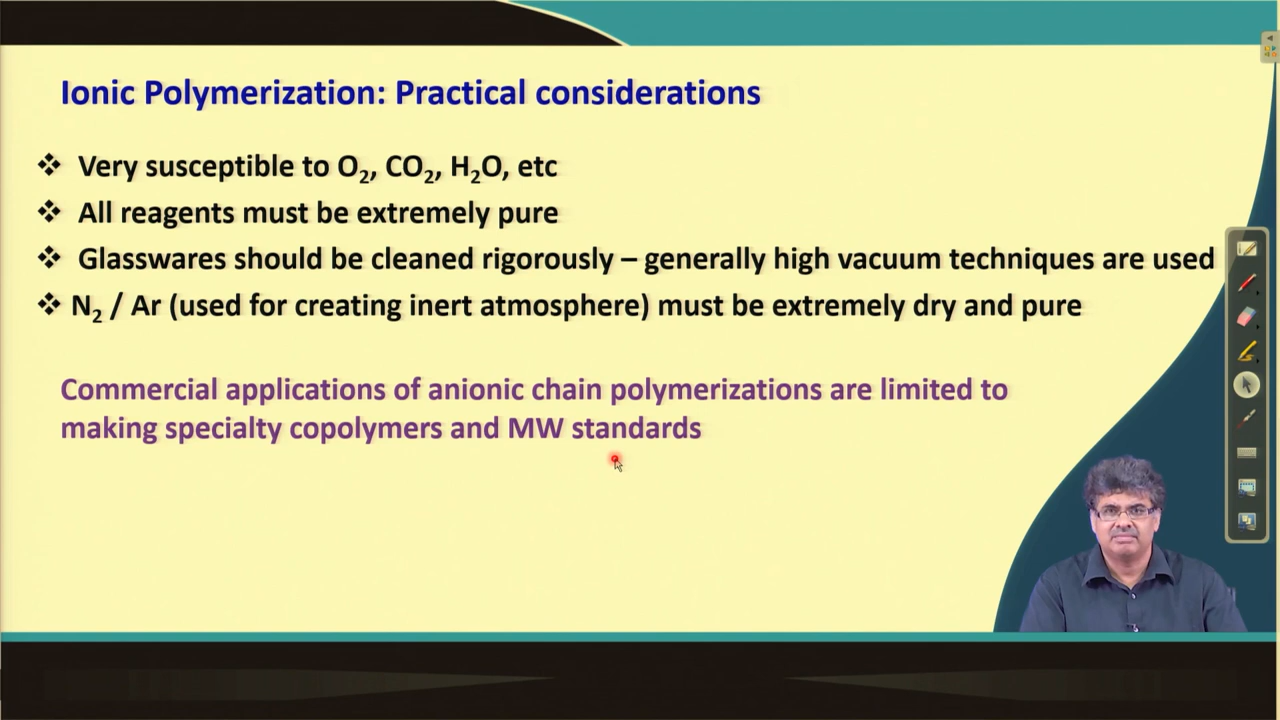 Ionic Polymerization: Practical considerations
❖ Very susceptible to O₂, CO₂, H₂O, etc
❖ All reagents must be extremely pure
❖ Glasswares should be cleaned rigorously – generally high vacuum techniques are used
❖ N₂ / Ar (used for creating inert atmosphere) must be extremely dry and pure
Commercial applications of anionic chain polymerizations are limited to
making specialty copolymers and MW standards